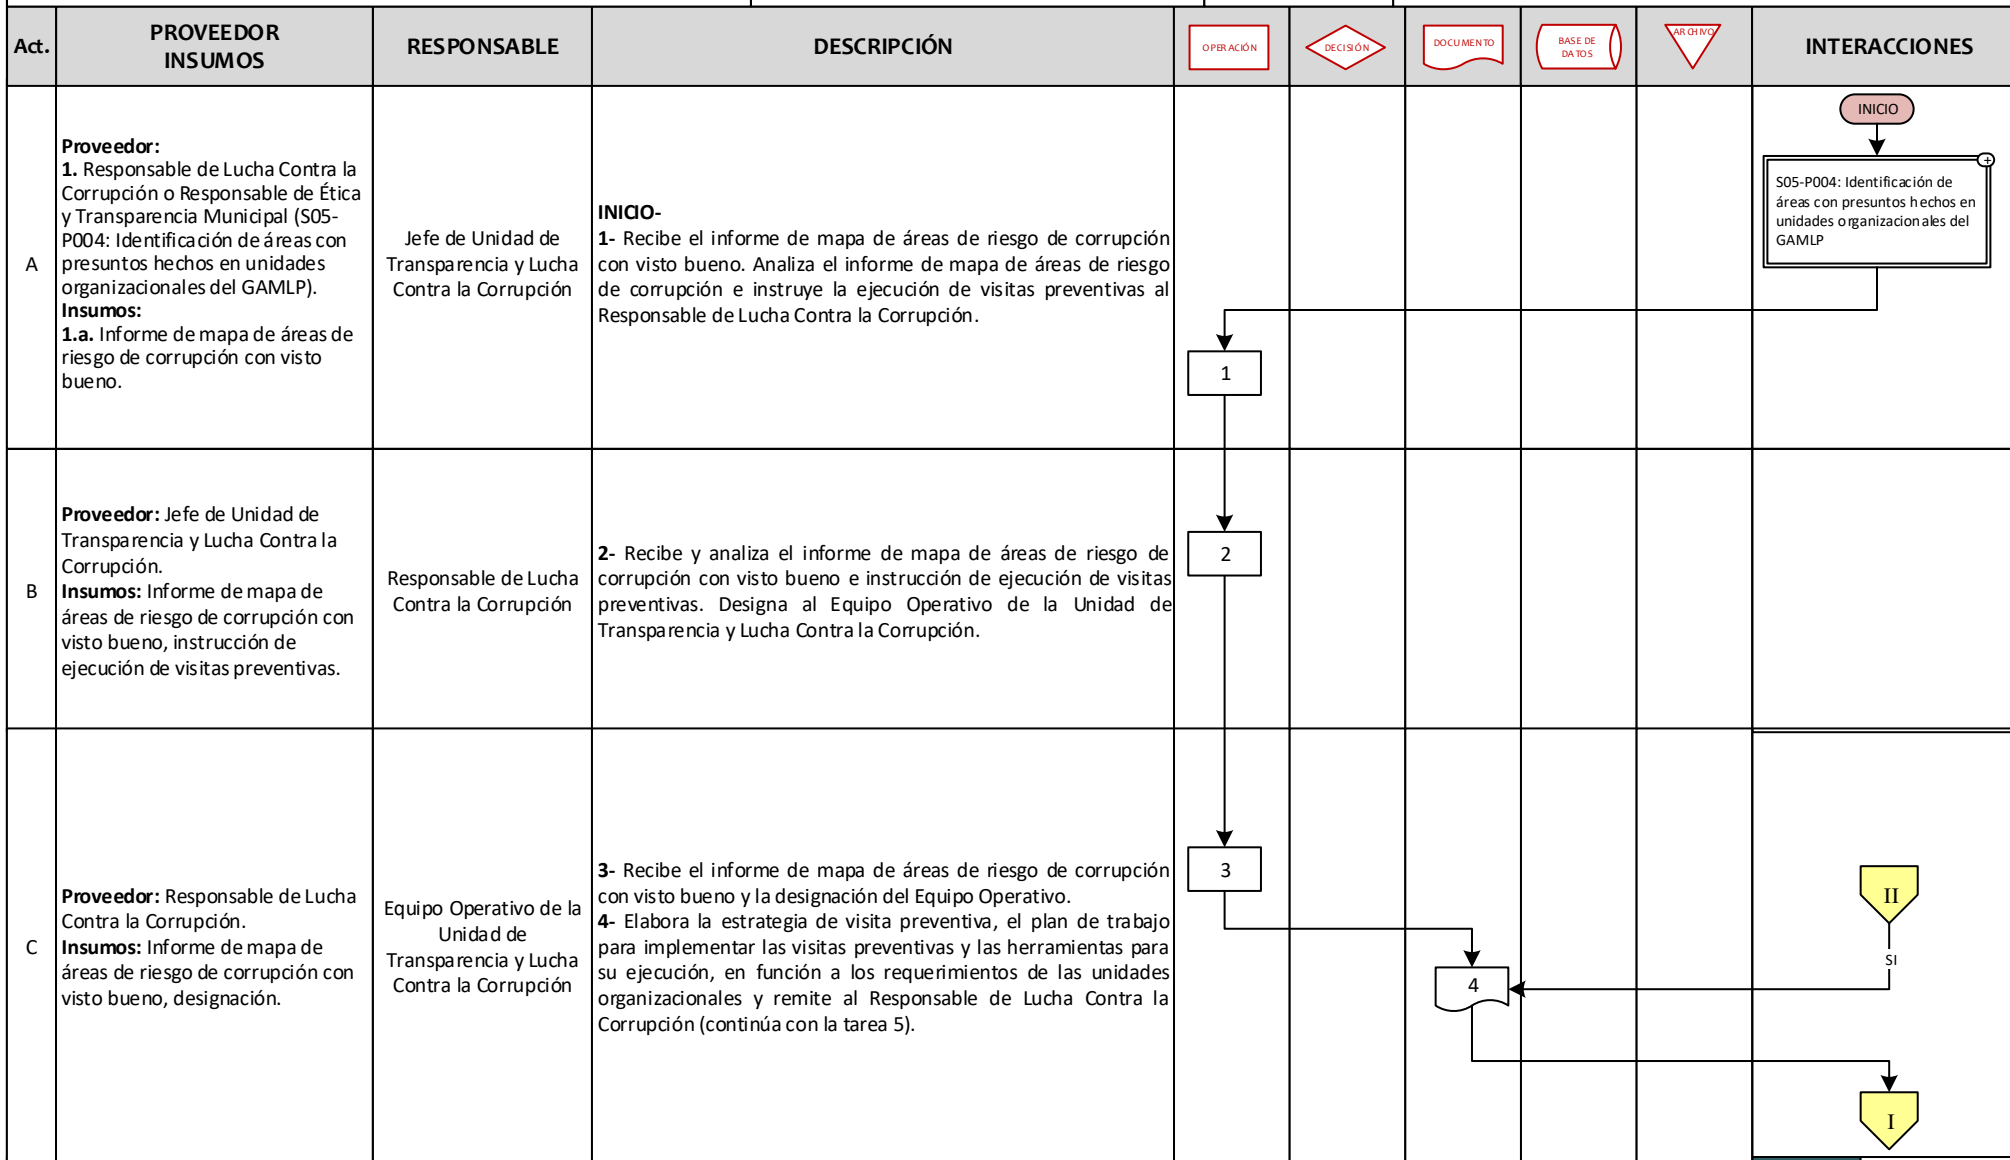 Act.
PROVEEDOR
INSUMOS
RESPONSABLE
DESCRIPCIÓN
OPERACIÓN
DECISIÓN
DOCUMENTO
BASE DE
DATOS
ARCHIVO
INTERACCIONES
A
Proveedor:
1. Responsable de Lucha Contra la
Corrupción o Responsable de Ética
y Transparencia Municipal (S05-
P004: Identificación de áreas con
presuntos hechos en unidades
organizacionales del GAMLP).
Insumos:
1.a. Informe de mapa de áreas de
riesgo de corrupción con visto
bueno.
Jefe de Unidad de
Transparencia y Lucha
Contra la Corrupción
INICIO-
1- Recibe el informe de mapa de áreas de riesgo de corrupción
con visto bueno. Analiza el informe de mapa de áreas de riesgo
de corrupción e instruye la ejecución de visitas preventivas al
Responsable de Lucha Contra la Corrupción.
1
INICIO
+
S05-P004: Identificación de
áreas con presuntos hechos en
unidades organizacionales del
GAMLP
B
Proveedor: Jefe de Unidad de
Transparencia y Lucha Contra la
Corrupción.
Insumos: Informe de mapa de
áreas de riesgo de corrupción con
visto bueno, instrucción de
ejecución de visitas preventivas.
Responsable de Lucha
Contra la Corrupción
2- Recibe y analiza el informe de mapa de áreas de riesgo de
corrupción con visto bueno e instrucción de ejecución de visitas
preventivas. Designa al Equipo Operativo de la Unidad de
Transparencia y Lucha Contra la Corrupción.
2
C
Proveedor: Responsable de Lucha
Contra la Corrupción.
Insumos: Informe de mapa de
áreas de riesgo de corrupción con
visto bueno, designación.
Equipo Operativo de la
Unidad de
Transparencia y Lucha
Contra la Corrupción
3- Recibe el informe de mapa de áreas de riesgo de corrupción
con visto bueno y la designación del Equipo Operativo.
4- Elabora la estrategia de visita preventiva, el plan de trabajo
para implementar las visitas preventivas y las herramientas para
su ejecución, en función a los requerimientos de las unidades
organizacionales y remite al Responsable de Lucha Contra la
Corrupción (continúa con la tarea 5).
3
4
II
SI
I